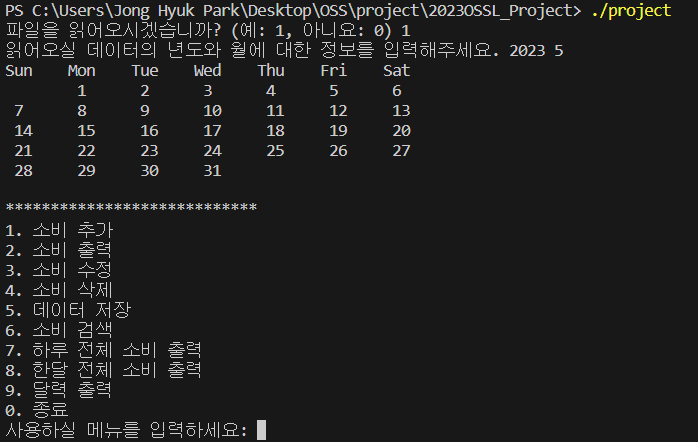 PS C:\Users\Jong Hyuk Park\Desktop\OSS\project\2023OSSL_Project> ./project
파일을 읽어오시겠습니까? (예: 1, 아니요: 0) 1
읽어오실 데이터의 년도와 월에 대한 정보를 입력해주세요. 2023 5
Sun Mon Tue Wed Thu Fri Sat
1 2 3 4 5 6
7 8 9 10 11 12 13
14 15 16 17 18 19 20
21 22 23 24 25 26 27
28 29 30 31
****************************
1. 소비 추가
2. 소비 출력
3. 소비 수정
4. 소비 삭제
5. 데이터 저장
6. 소비 검색
7. 하루 전체 소비 출력
8. 한달 전체 소비 출력
9. 달력 출력
0. 종료
사용하실 메뉴를 입력하세요: